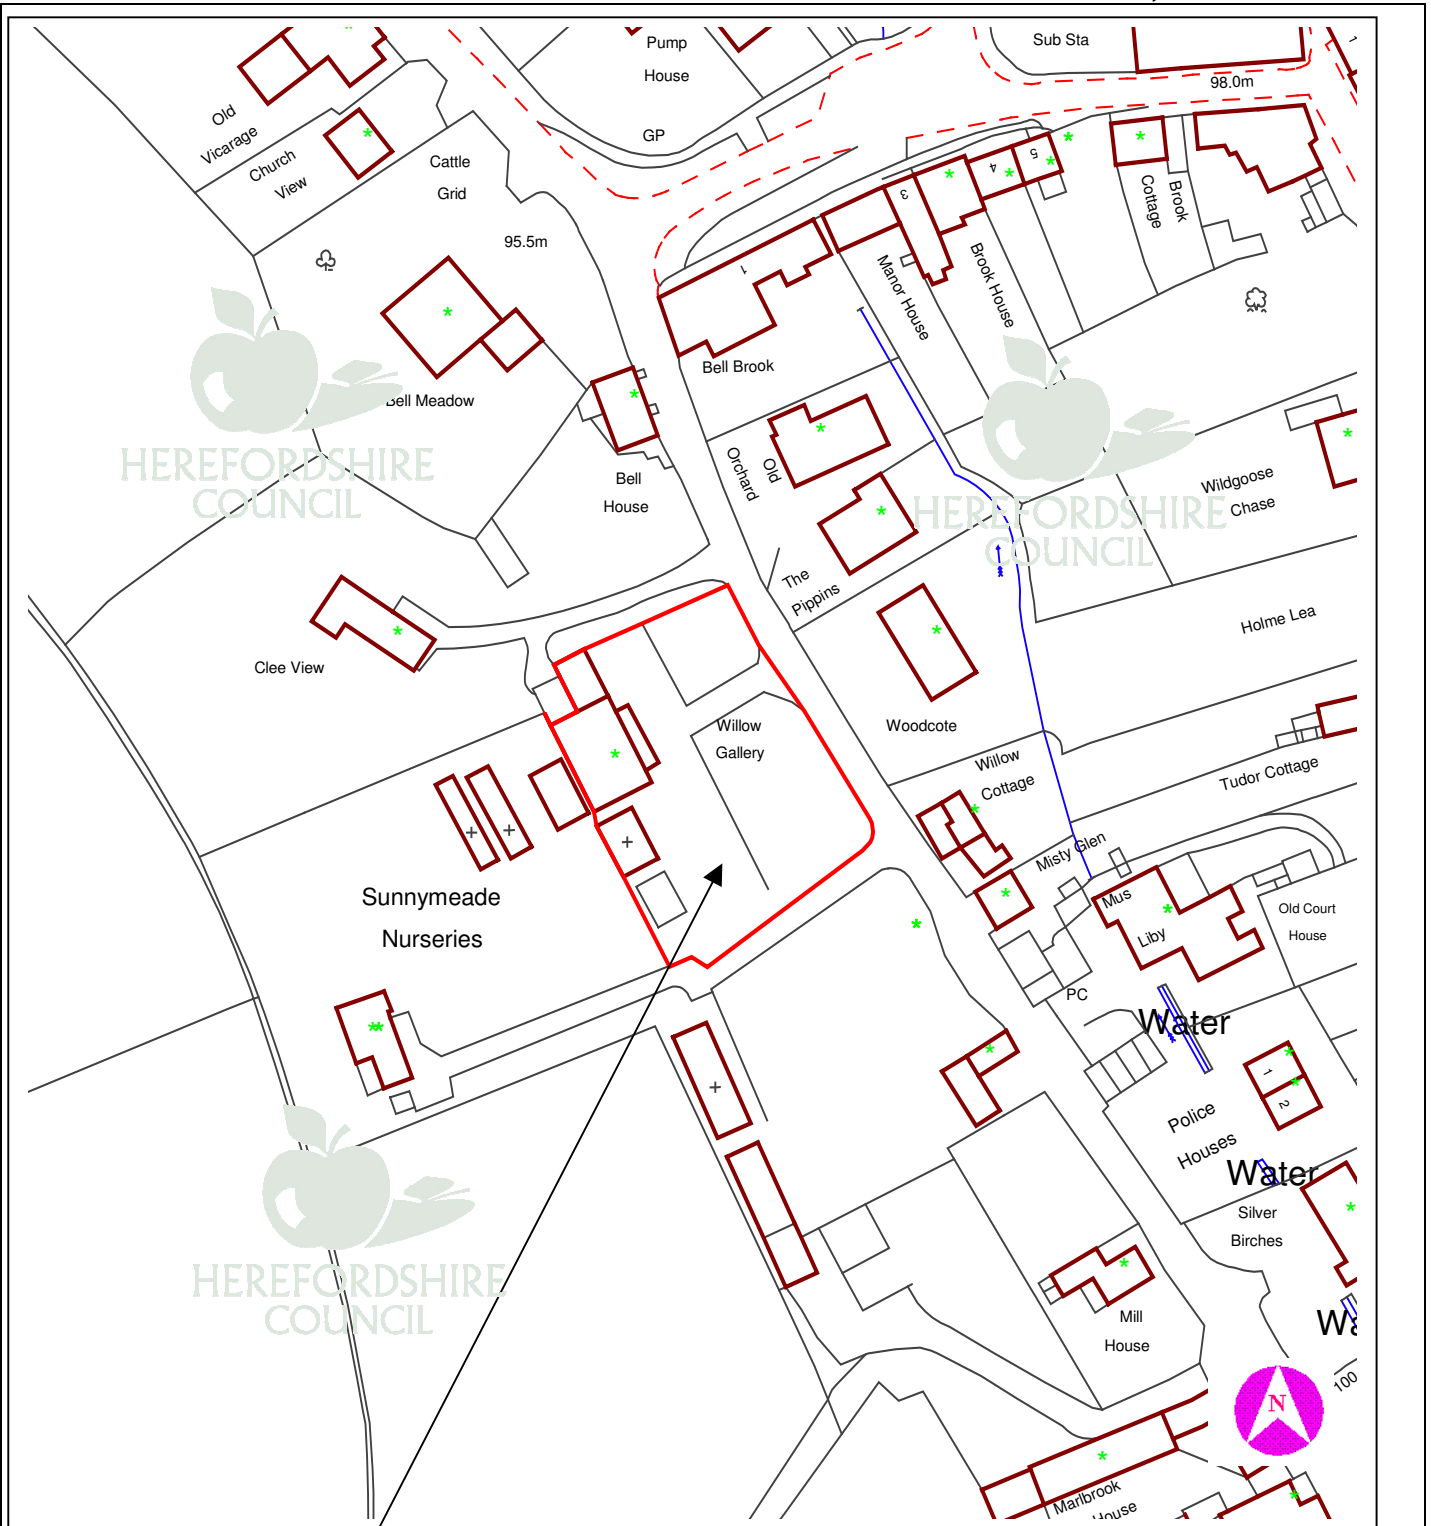 Pump
House
Sub Sta
98.0m
Old
Vicarage
GP
Church
View
Cattle
Grid
95.5m
5
4
3
1
Brook
Cottage
Manor House
Brook House
Bell Brook
Bell Meadow
HEREFORDSHIRE
COUNCIL
Bell
House
Old
Orchard
HEREFORDSHIRE
COUNCIL
Wildgoose
Chase
The
Pippins
Holme Lea
Clee View
Willow
Gallery
Woodcote
Willow
Cottage
Tudor Cottage
Misty Glen
Sunnymeade
Nurseries
Mus
Liby
Old Court
House
PC
Water
1
2
Police
Houses
Water
Silver
Birches
HEREFORDSHIRE
COUNCIL
Mill
House
Wa
100
N
Marlbrook
House